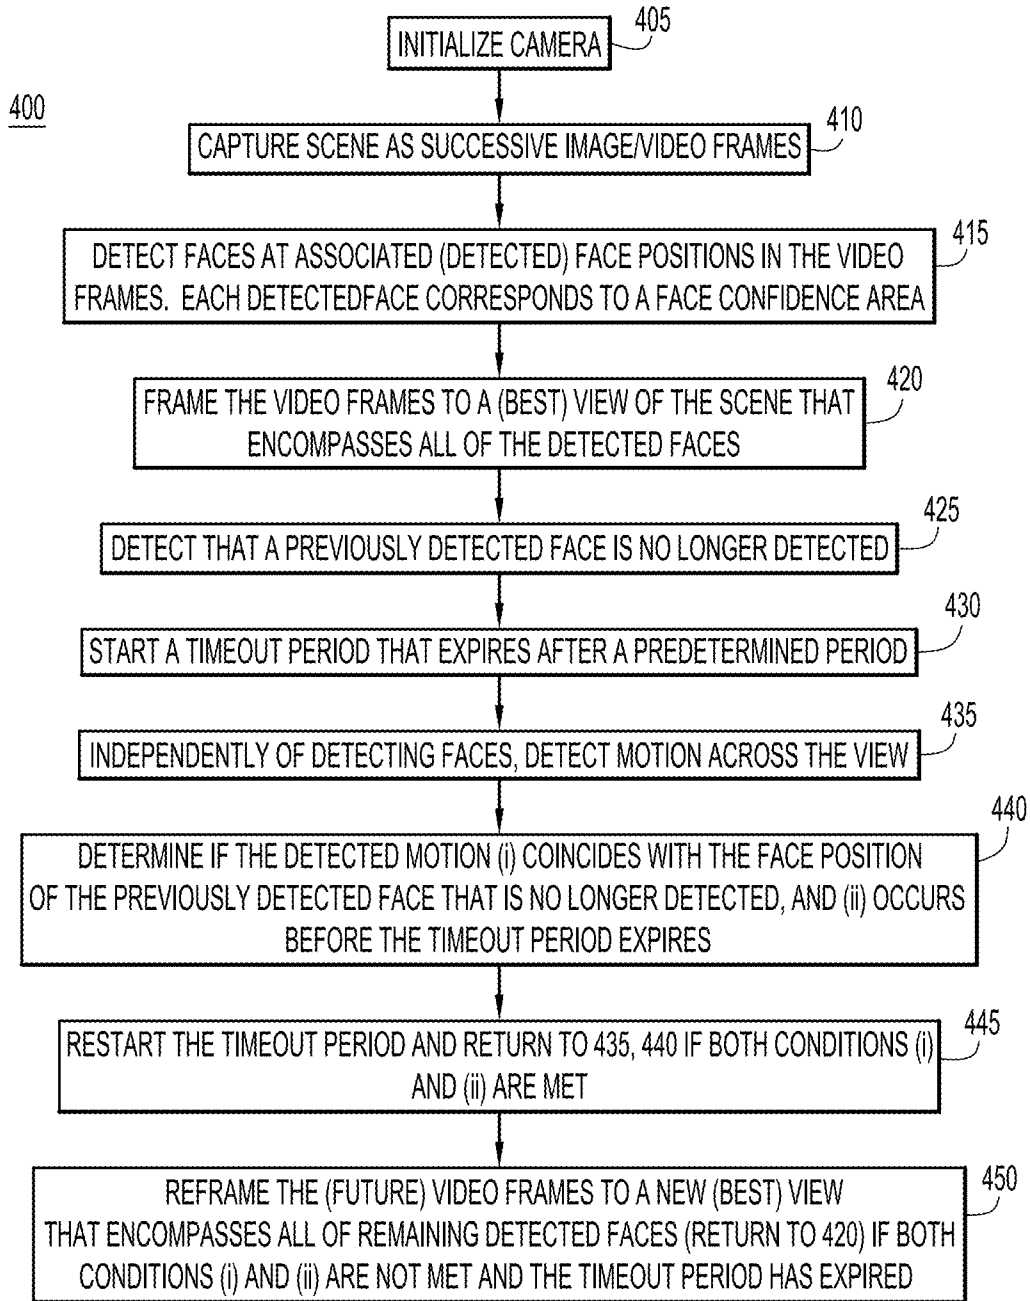 400
INITIALIZE CAMERA
405
CAPTURE SCENE AS SUCCESSIVE IMAGE/VIDEO FRAMES
410
DETECT FACES AT ASSOCIATED (DETECTED) FACE POSITIONS IN THE VIDEO
FRAMES. EACH DETECTEDFACE CORRESPONDS TO A FACE CONFIDENCE AREA
415
FRAME THE VIDEO FRAMES TO A (BEST) VIEW OF THE SCENE THAT
ENCOMPASSES ALL OF THE DETECTED FACES
420
DETECT THAT A PREVIOUSLY DETECTED FACE IS NO LONGER DETECTED
425
START A TIMEOUT PERIOD THAT EXPIRES AFTER A PREDETERMINED PERIOD
430
INDEPENDENTLY OF DETECTING FACES, DETECT MOTION ACROSS THE VIEW
435
DETERMINE IF THE DETECTED MOTION (i) COINCIDES WITH THE FACE POSITION
OF THE PREVIOUSLY DETECTED FACE THAT IS NO LONGER DETECTED, AND (ii) OCCURS
BEFORE THE TIMEOUT PERIOD EXPIRES
440
RESTART THE TIMEOUT PERIOD AND RETURN TO 435, 440 IF BOTH CONDITIONS (i)
AND (ii) ARE MET
445
REFRAME THE (FUTURE) VIDEO FRAMES TO A NEW (BEST) VIEW
THAT ENCOMPASSES ALL OF REMAINING DETECTED FACES (RETURN TO 420) IF BOTH
CONDITIONS (i) AND (ii) ARE NOT MET AND THE TIMEOUT PERIOD HAS EXPIRED
450